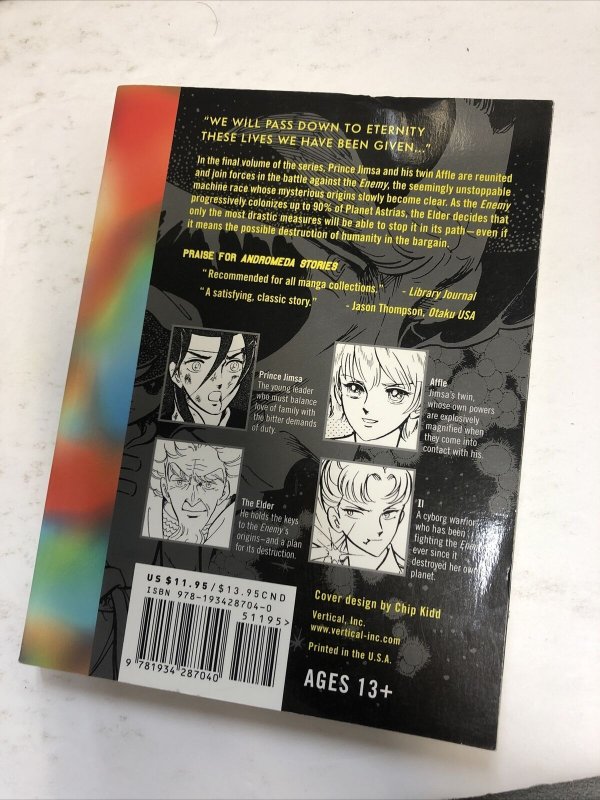 "WE WILL PASS DOWN TO ETERNITY
THESE LIVES WE HAVE BEEN GIVEN..."
In the final volume of the series, Prince Jimsa and his twin Affle are reunited
and join forces in the battle against the Enemy, the seemingly unstoppable
machine race whose mysterious origins slowly become clear. As the Enemy
progressively colonizes up to 90% of Planet Astrias, the Elder decides that
only the most drastic measures will be able to stop it in its path—even if
it means the possible destruction of humanity in the bargain.
PRAISE FOR ANDROMEDA STORIES
"Recommended for all manga collections."
- Library Journal
"A satisfying, classic story."
- Jason Thompson, Otaku USA
Prince Jimsa
The young leader
who must balance
love of family with
the bitter demands
of duty.
Affle
Jimsa's twin,
whose own powers
are explosively
magnified when
they come into
contact with his.
The Elder
He holds the keys
to the Enemy's
origins—and a plan
for its destruction.
Il
A cyborg warrior
who has been
fighting the Enemy
ever since it
destroyed her own
planet.
US $11.95/$13.95CND
ISBN 978-193428704-0
51195>
9 781934 287040
Cover design by Chip Kidd
Vertical, Inc.
www.vertical-inc.com
Printed in the U.S.A.
AGES 13+